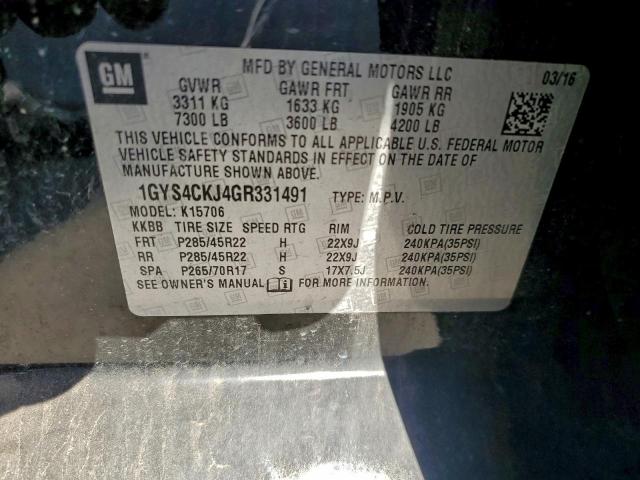 GM
MFD BY GENERAL MOTORS LLC 03/16
GVWR GAWR FRT GAWR RR
3311 KG 1633 KG 1905 KG
7300 LB 3600 LB 4200 LB
THIS VEHICLE CONFORMS TO ALL APPLICABLE U.S. FEDERAL MOTOR
VEHICLE SAFETY STANDARDS IN EFFECT ON THE DATE OF
MANUFACTURE SHOWN ABOVE.
1GYS4CKJ4GR331491 TYPE: M.P.V.
MODEL: K15706
KKBB TIRE SIZE SPEED RTG RIM COLD TIRE PRESSURE
FRT P285/45R22 H 22X9J 240KPA(35PSI)
RR P285/45R22 H 22X9J 240KPA(35PSI)
SPA P265/70R17 S 17X7.5J 240KPA(35PSI)
SEE OWNER'S MANUAL FOR MORE INFORMATION.